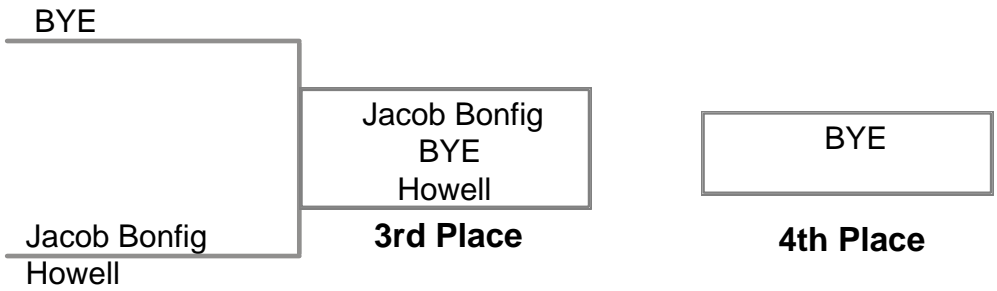 BYE
Jacob Bonfig
BYE
Howell
3rd Place
BYE
4th Place
Jacob Bonfig
Howell